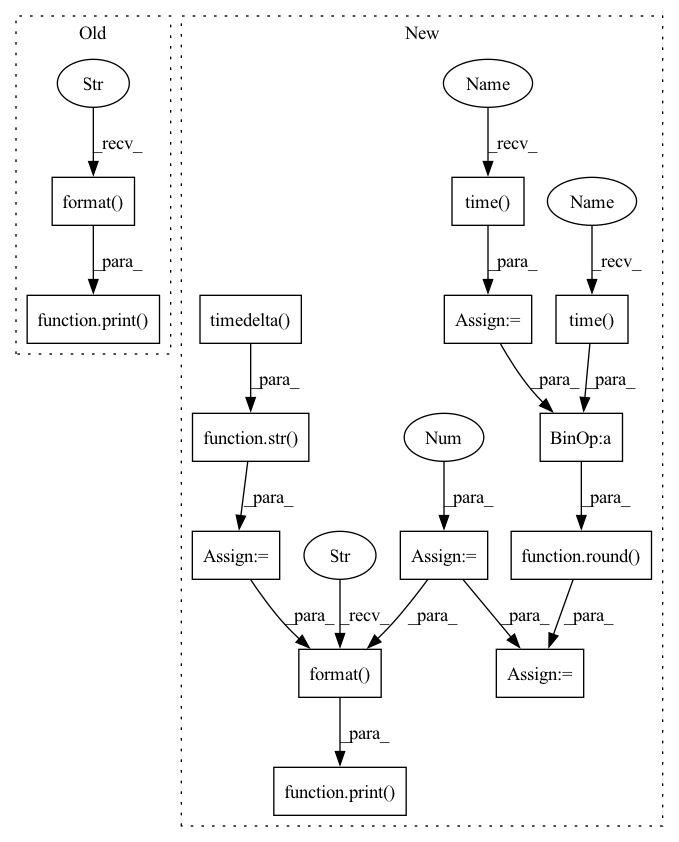 Old
New
Str
Name
_recv_
_recv_
format()
time()
Name
_para_
_para_
_recv_
function.print()
timedelta()
Assign:=
time()
_para_
_para_
_para_
function.str()
Num
BinOp:a
_para_
_para_
_para_
Assign:=
Str
Assign:=
function.round()
_para_
_recv_
_para_
_para_
_para_
format()
Assign:=
_para_
function.print()